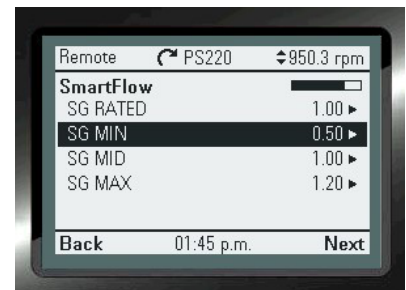 Remote PS220 950.3 rpm
SmartFlow
SG RATED 1.00
SG MIN 0.50
SG MID 1.00
SG MAX 1.20
Back 01:45 p.m. Next